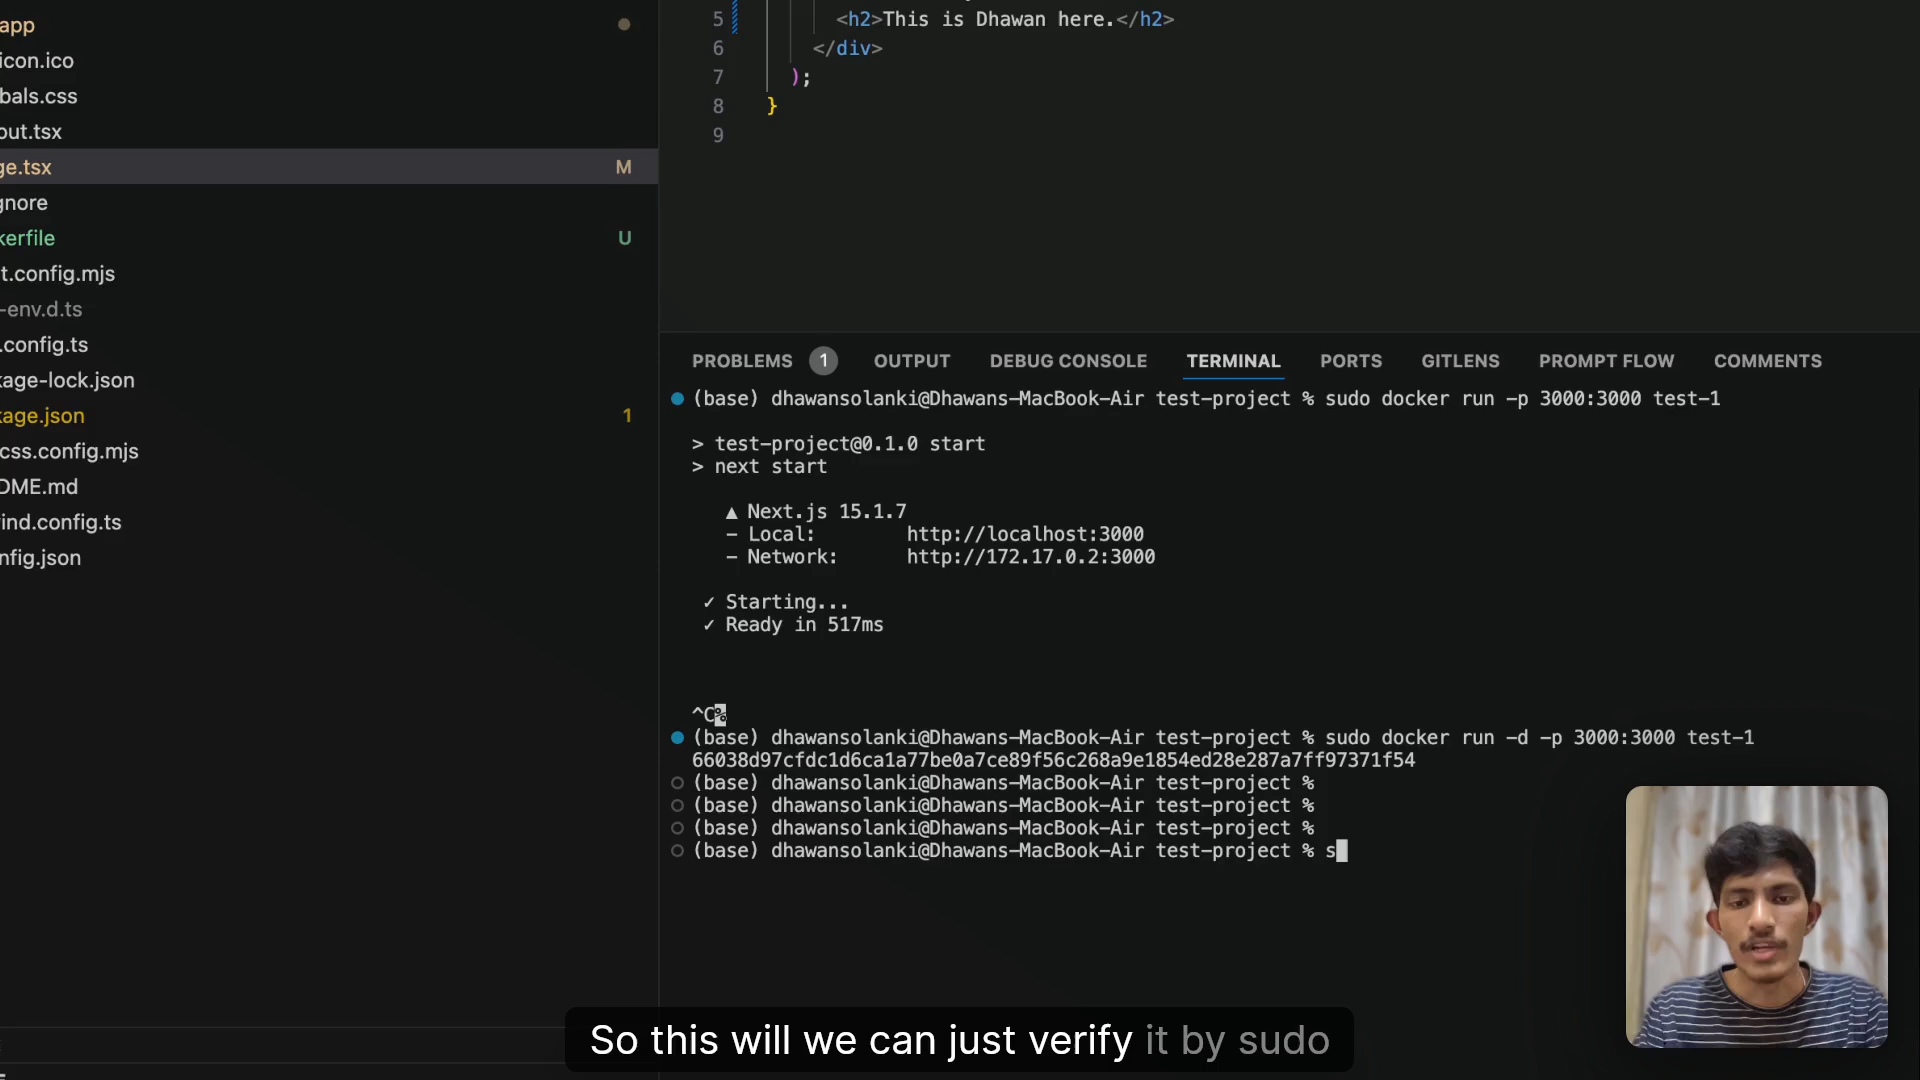 app
icon.ico
bals.css
out.tsx
ge.tsx M
gnore
kerfile U
t.config.mjs
-env.d.ts
.config.ts
kage-lock.json
kage.json 1
css.config.mjs
DME.md
ind.config.ts
nfig.json
5 <h2>This is Dhawan here.</h2>
6 </div>
7 );
8 }
9
PROBLEMS 1 OUTPUT DEBUG CONSOLE TERMINAL PORTS GITLENS PROMPT FLOW COMMENTS
(base) dhawansolanki@Dhawans-MacBook-Air test-project % sudo docker run -p 3000:3000 test-1
> test-project@0.1.0 start
> next start
▲ Next.js 15.1.7
- Local: http://localhost:3000
- Network: http://172.17.0.2:3000
✓ Starting...
✓ Ready in 517ms
^C%
(base) dhawansolanki@Dhawans-MacBook-Air test-project % sudo docker run -d -p 3000:3000 test-1
66038d97cfdc1d6ca1a77be0a7ce89f56c268a9e1854ed28e287a7ff97371f54
(base) dhawansolanki@Dhawans-MacBook-Air test-project %
(base) dhawansolanki@Dhawans-MacBook-Air test-project %
(base) dhawansolanki@Dhawans-MacBook-Air test-project %
(base) dhawansolanki@Dhawans-MacBook-Air test-project % s
So this will we can just verify it by sudo